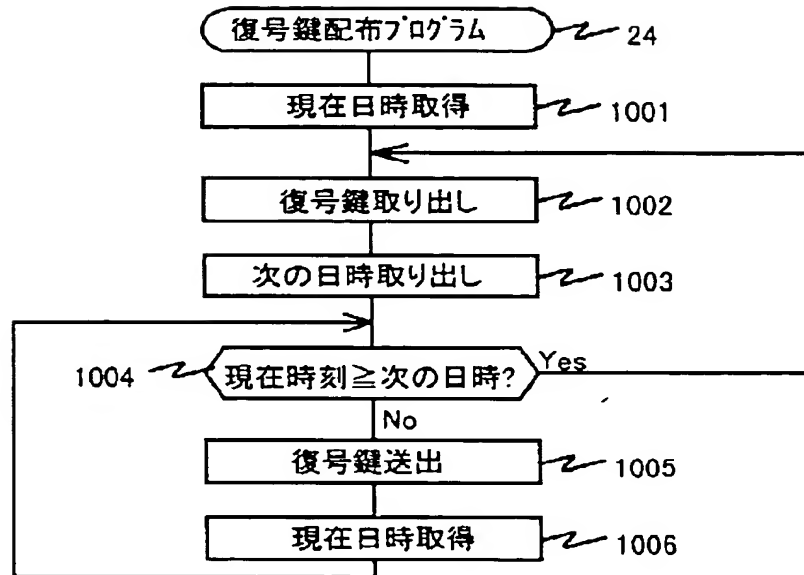 復号鍵配布プログラム 24
現在日時取得 1001
復号鍵取り出し 1002
次の日時取り出し 1003
1004 現在時刻≧次の日時? Yes
No
復号鍵送出 1005
現在日時取得 1006